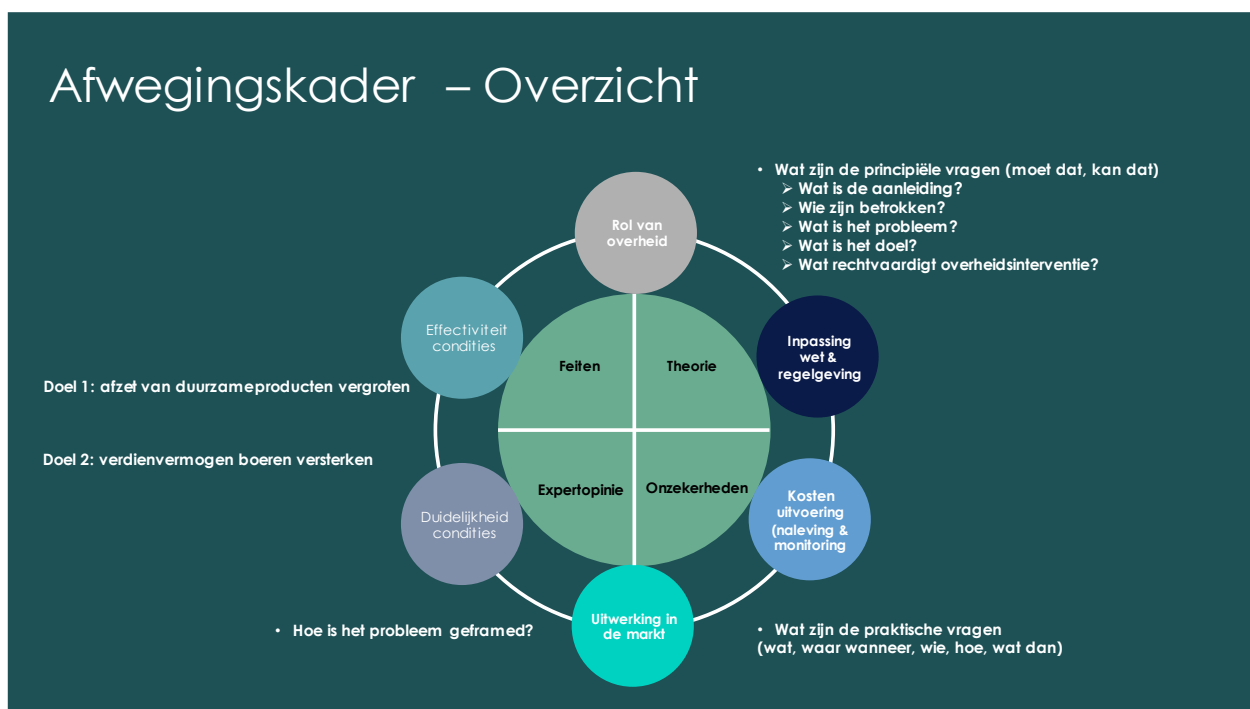 Afwegingskader – Overzicht
• Wat zijn de principiële vragen (moet dat, kan dat)
➢ Wat is de aanleiding?
➢ Wie zijn betrokken?
➢ Wat is het probleem?
➢ Wat is het doel?
➢ Wat rechtvaardigt overheidsinterventie?
Rol van
overheid
Effectiviteit
condities
Inpassing
wet &
regelgeving
Feiten
Theorie
Doel 1: afzet van duurzameproducten vergroten
Doel 2: verdienvermogen boeren versterken
Expertopinie
Onzekerheden
Duidelijkheid
condities
Kosten
uitvoering
(naleving &
monitoring
Uitwerking in
de markt
• Hoe is het probleem geframed?
• Wat zijn de praktische vragen
(wat, waar wanneer, wie, hoe, wat dan)